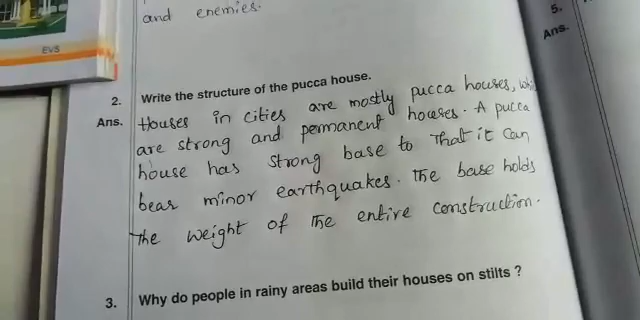 and enemies.
EVS
5.
Ans.
2. Write the structure of the pucca house.
Ans. Houses in cities are mostly pucca houses,
are strong and permanent houses. A pucca
house has strong base to that it can
bear minor earthquakes. The base holds
the weight of the entire construction.
3. Why do people in rainy areas build their houses on stilts ?